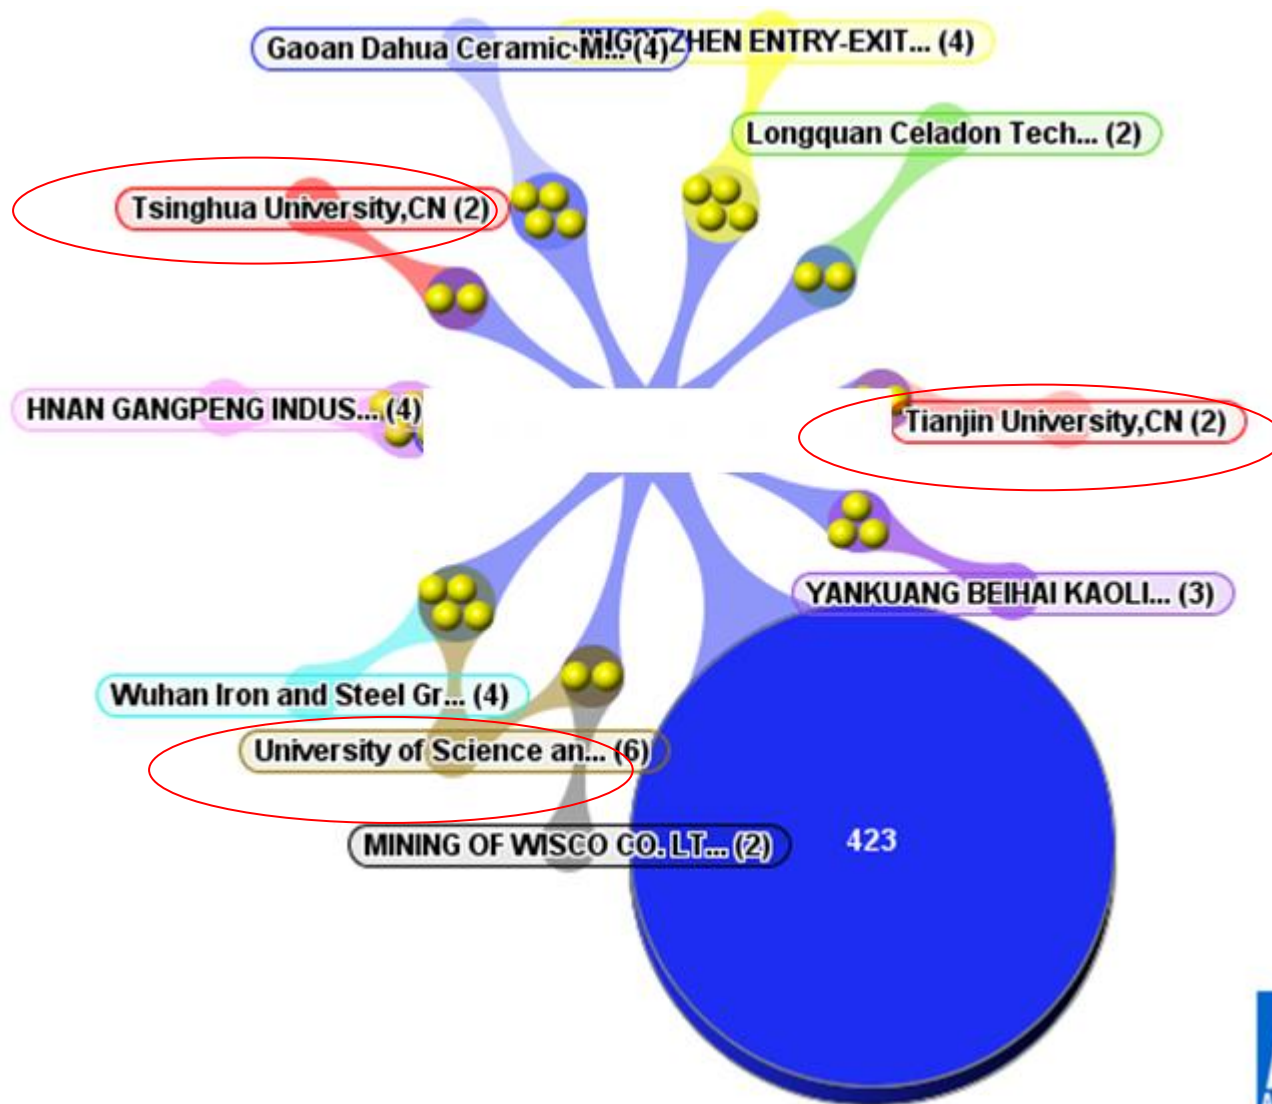 Gaoan Dahua Ceramic M... (4)
ZHEN ENTRY-EXIT... (4)
Longquan Celadon Tech... (2)
Tsinghua University,CN (2)
HNAN GANGPENG INDUS... (4)
Tianjin University,CN (2)
YANKUANG BEIHAI KAOLI... (3)
Wuhan Iron and Steel Gr... (4)
University of Science an... (6)
MINING OF WISCO CO. LT... (2)
423